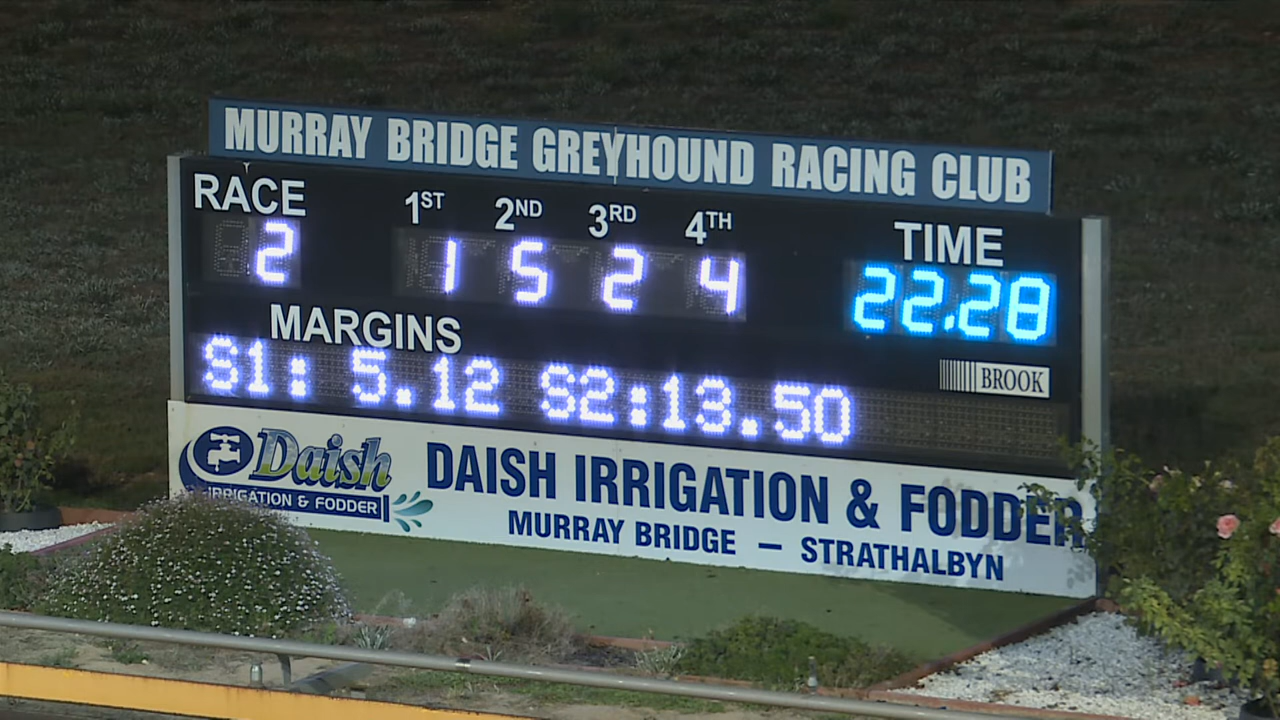 MURRAY BRIDGE GREYHOUND RACING CLUB
RACE 1ST 2ND 3RD 4TH TIME
2 1 5 2 4 22.28
MARGINS
S1: 5.12 S2:13.50
BROOK
Daish
IRRIGATION & FODDER
DAISH IRRIGATION & FODDER
MURRAY BRIDGE – STRATHALBYN